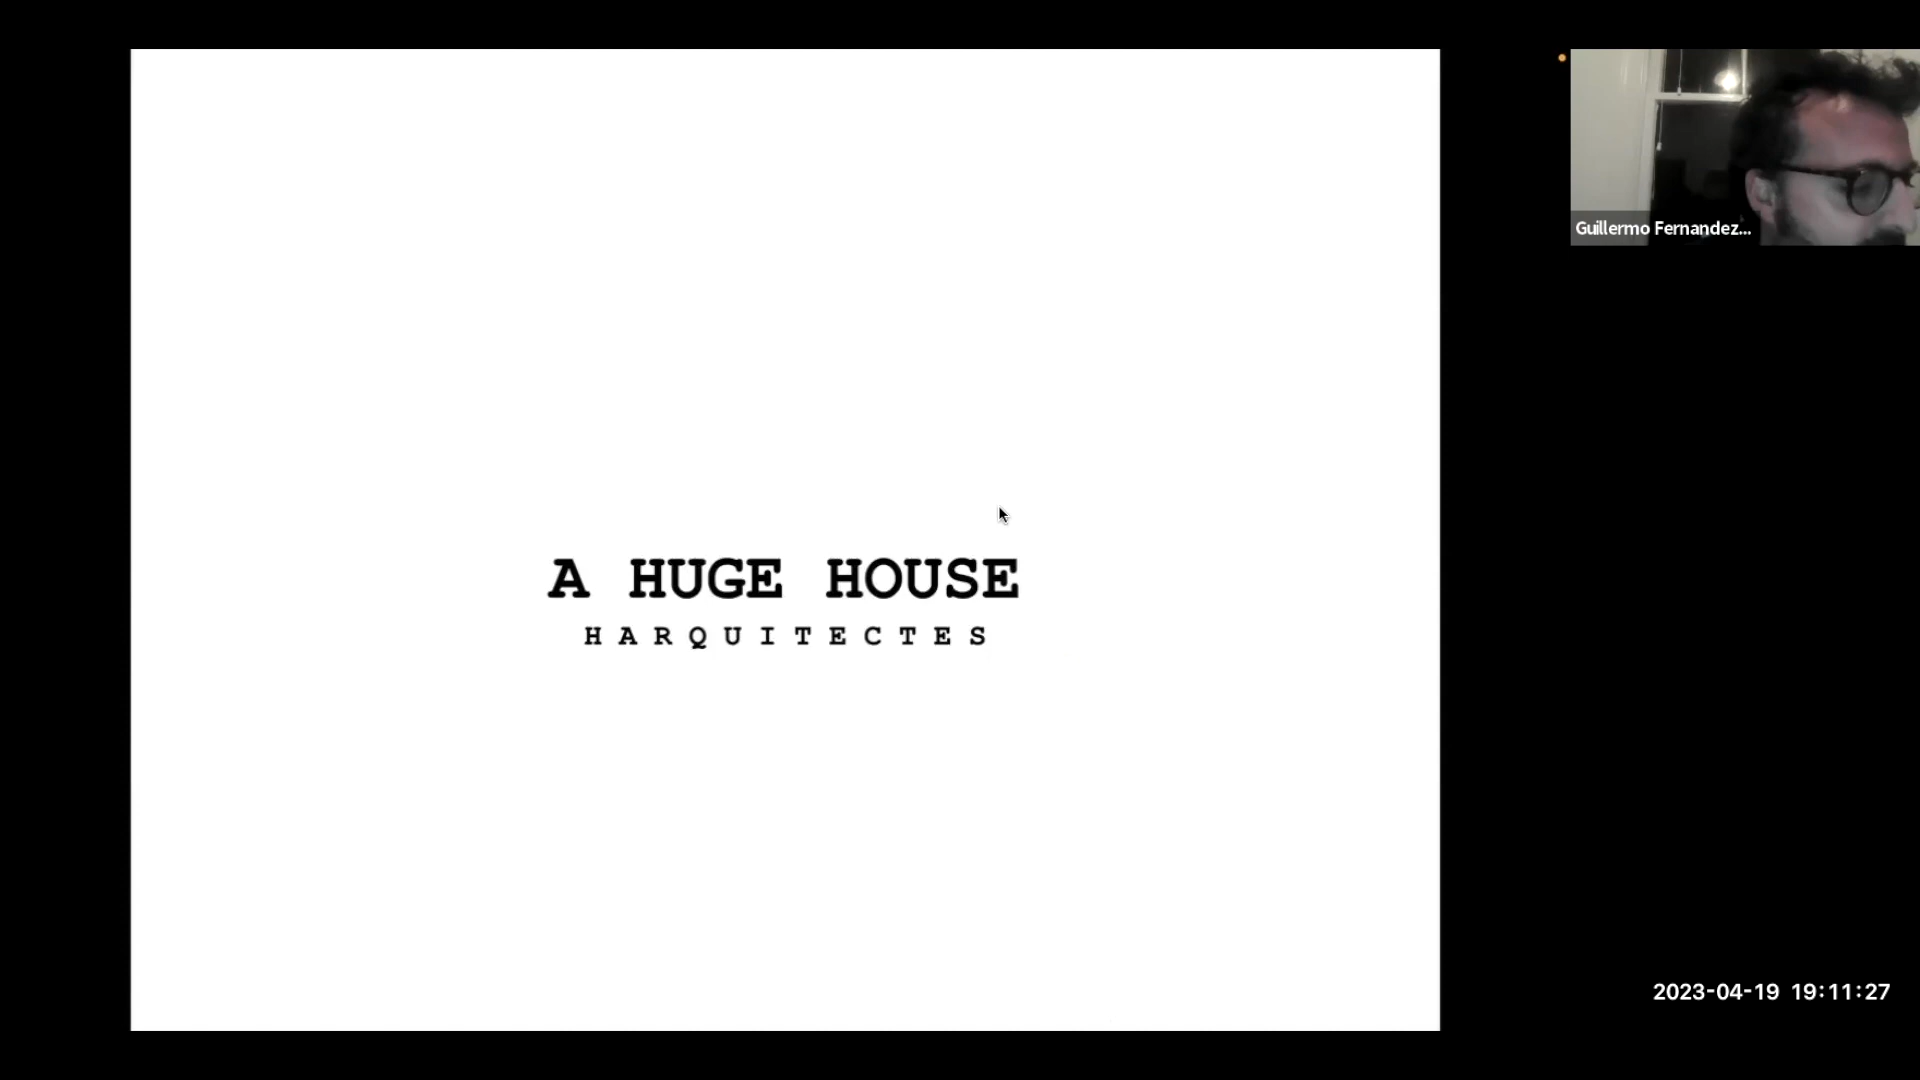 A HUGE HOUSE
HARQUITECTES
Guillermo Fernandez...
2023-04-19 19:11:27